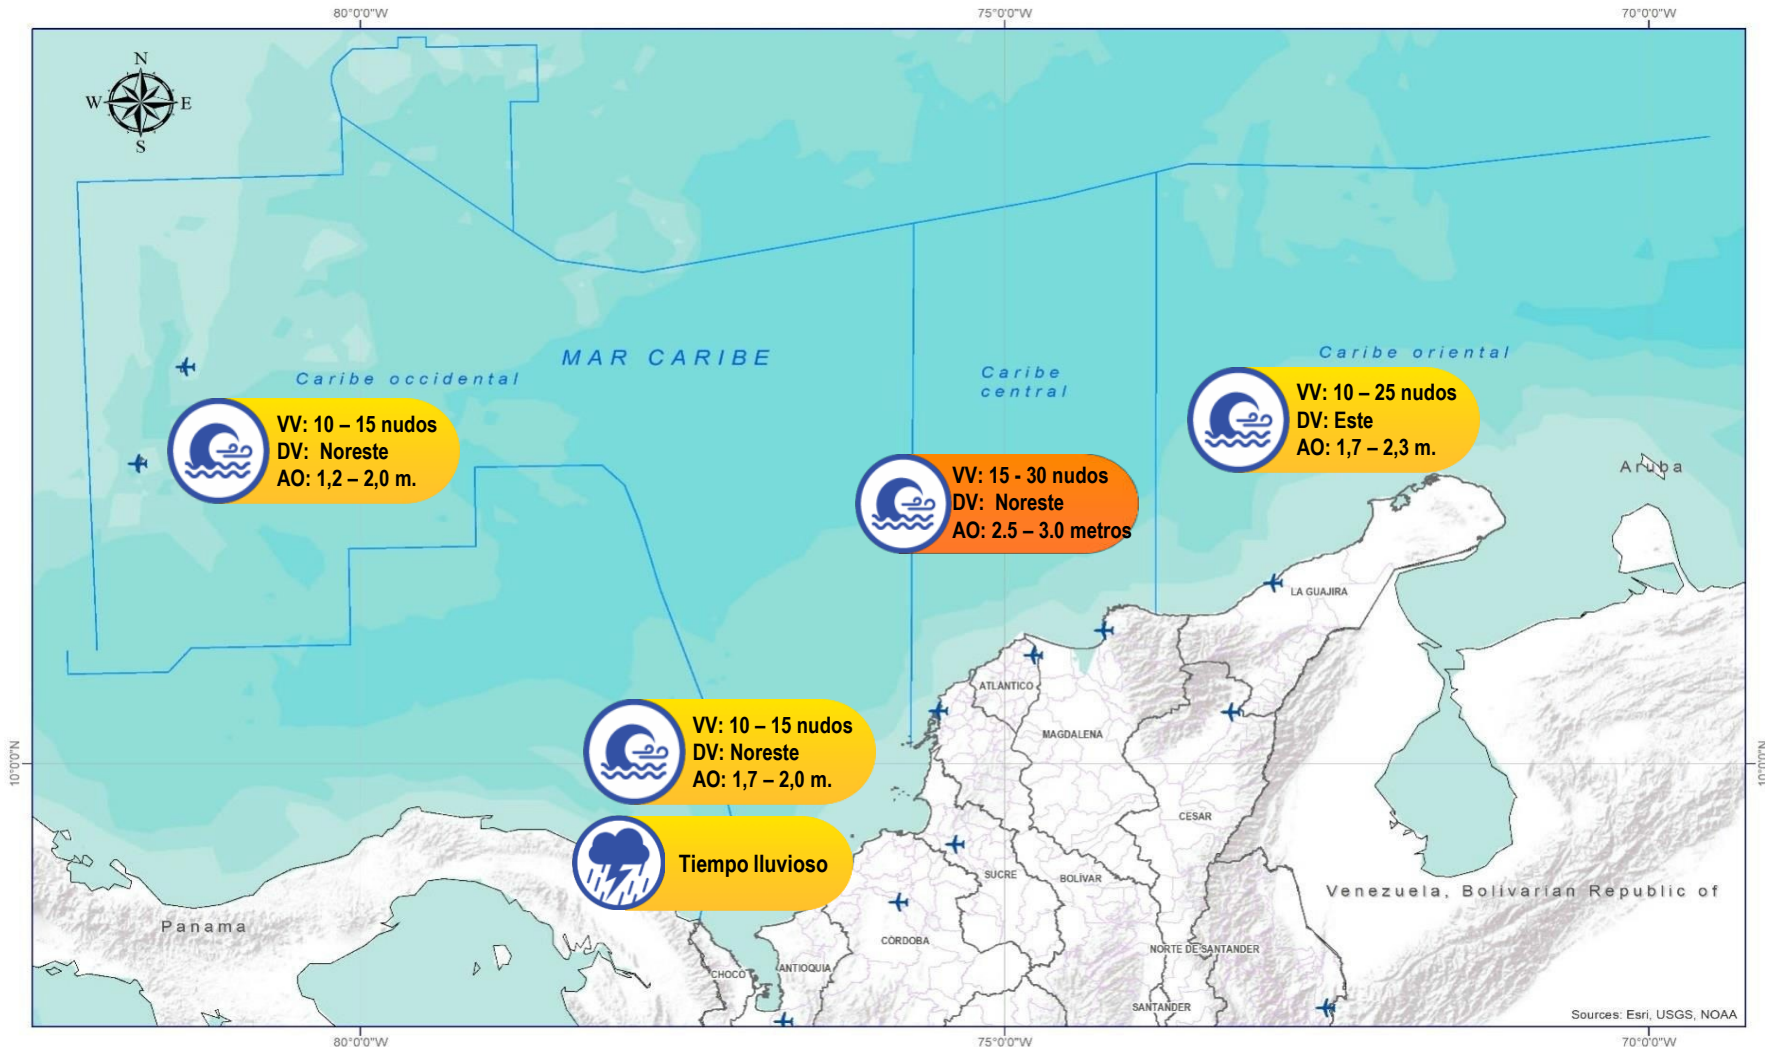 80°0'0"W
75°0'0"W
70°0'0"W
N
W
E
S
MAR CARIBE
Caribe occidental
Caribe
central
Caribe oriental
VV: 10 – 15 nudos
DV: Noreste
AO: 1,2 – 2,0 m.
VV: 15 - 30 nudos
DV: Noreste
AO: 2.5 – 3.0 metros
VV: 10 – 25 nudos
DV: Este
AO: 1,7 – 2,3 m.
Aruba
LA GUAJIRA
ATLANTICO
MAGDALENA
VV: 10 – 15 nudos
DV: Noreste
AO: 1,7 – 2,0 m.
10°0'0"N
10°0'0"N
CESAR
Tiempo lluvioso
SUCRE
BOLÍVAR
Venezuela, Bolivarian Republic of
Panama
CÓRDOBA
NORTE DE SANTANDER
CHOCÓ
ANTIOQUIA
SANTANDER
Sources: Esri, USGS, NOAA
80°0'0"W
75°0'0"W
70°0'0"W